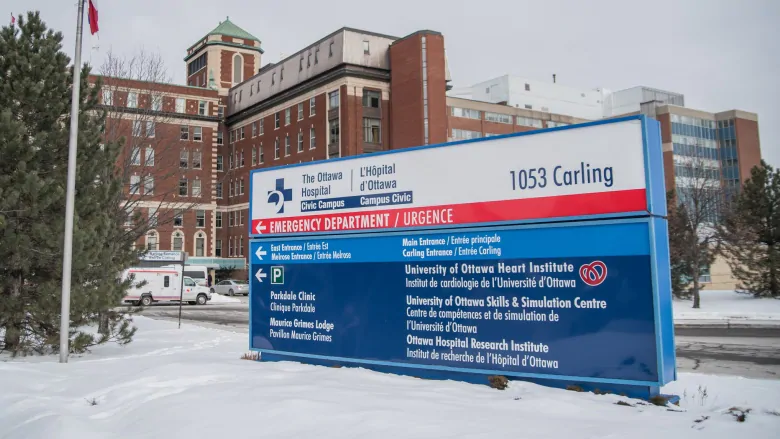 The Ottawa L'Hôpital
Hospital d'Ottawa
Civic Campus Campus Civic
1053 Carling
EMERGENCY DEPARTMENT / URGENCE
East Entrance / Entrée Est
Melrose Entrance / Entrée Melrose
Main Entrance / Entrée principale
Carling Entrance / Entrée Carling
P
Parkdale Clinic
Clinique Parkdale
Maurice Grimes Lodge
Pavillon Maurice Grimes
University of Ottawa Heart Institute
Institut de cardiologie de l'Université d'Ottawa
University of Ottawa Skills & Simulation Centre
Centre de compétences et de simulation de
l'Université d'Ottawa
Ottawa Hospital Research Institute
Institut de recherche de l'Hôpital d'Ottawa